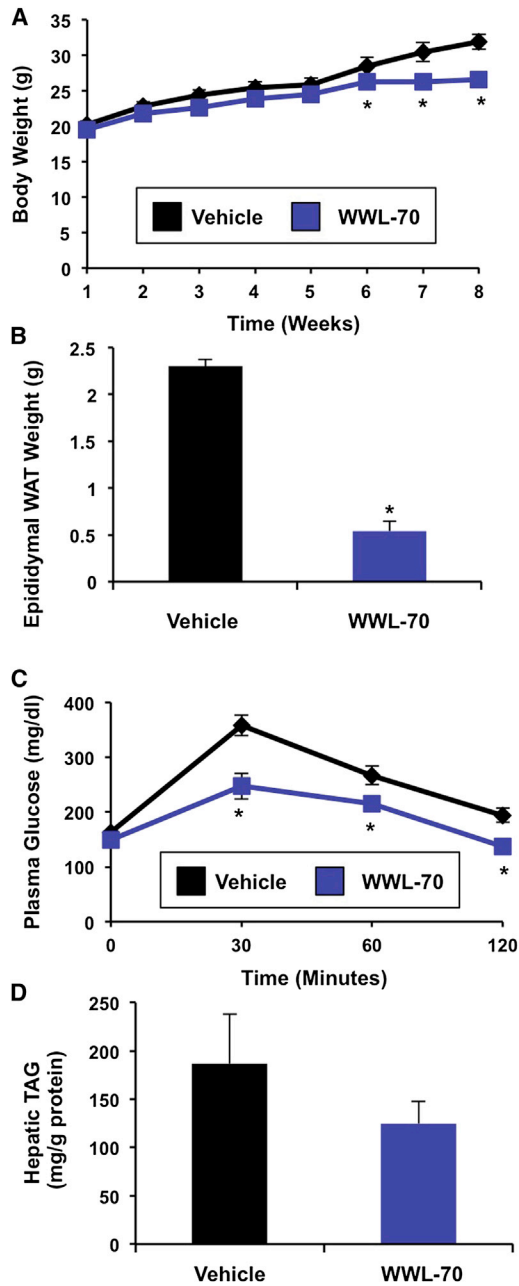 A
Body Weight (g)
35
30
25
20
15
10
5
0
* * *
Vehicle WWL-70
1 2 3 4 5 6 7 8
Time (Weeks)
B
Epididymal WAT Weight (g)
2.5
2
1.5
1
0.5
0
*
Vehicle WWL-70
C
Plasma Glucose (mg/dl)
400
300
200
100
0
* * *
Vehicle WWL-70
0 30 60 120
Time (Minutes)
D
Hepatic TAG
(mg/g protein)
250
200
150
100
50
0
Vehicle WWL-70